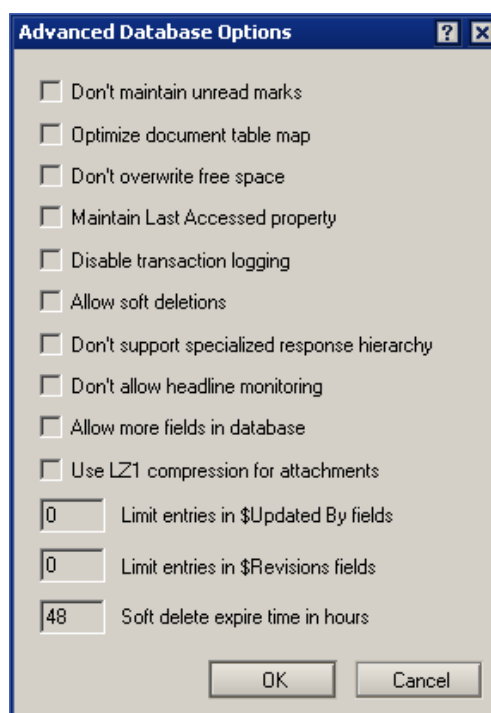 Advanced Database Options
Don't maintain unread marks
Optimize document table map
Don't overwrite free space
Maintain Last Accessed property
Disable transaction logging
Allow soft deletions
Don't support specialized response hierarchy
Don't allow headline monitoring
Allow more fields in database
Use LZ1 compression for attachments
0 Limit entries in $Updated By fields
0 Limit entries in $Revisions fields
48 Soft delete expire time in hours
OK Cancel